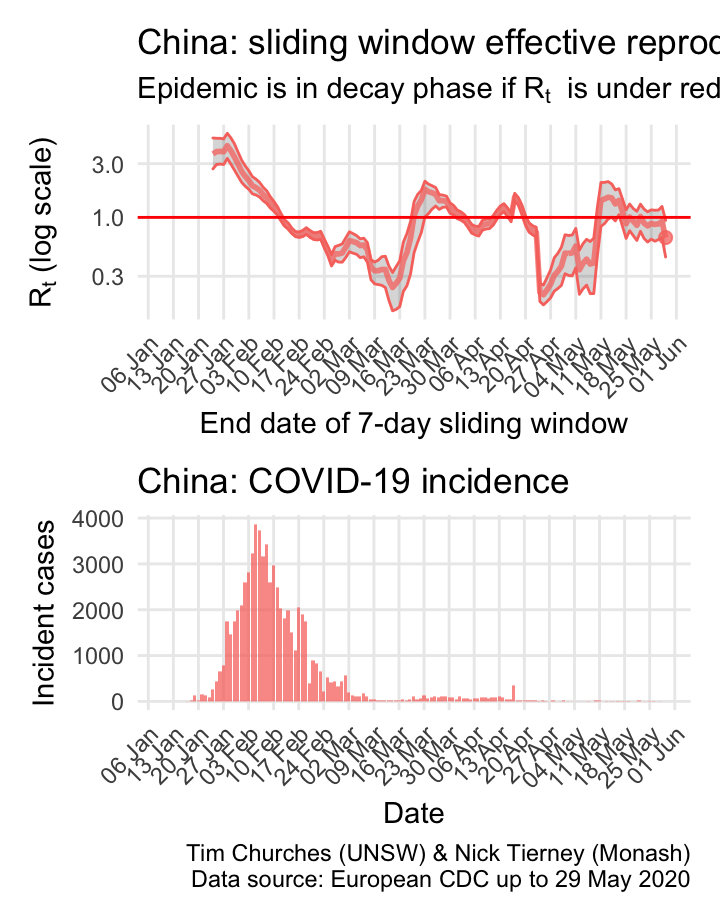 China: sliding window effective reprod
Epidemic is in decay phase if Rt is under red
Rt (log scale)
3.0
1.0
0.3
06 Jan
13 Jan
20 Jan
27 Jan
03 Feb
10 Feb
17 Feb
24 Feb
02 Mar
09 Mar
16 Mar
23 Mar
30 Mar
06 Apr
13 Apr
20 Apr
27 Apr
04 May
11 May
18 May
25 May
01 Jun
End date of 7-day sliding window
China: COVID-19 incidence
Incident cases
4000
3000
2000
1000
0
06 Jan
13 Jan
20 Jan
27 Jan
03 Feb
10 Feb
17 Feb
24 Feb
02 Mar
09 Mar
16 Mar
23 Mar
30 Mar
06 Apr
13 Apr
20 Apr
27 Apr
04 May
11 May
18 May
25 May
01 Jun
Date
Tim Churches (UNSW) & Nick Tierney (Monash)
Data source: European CDC up to 29 May 2020